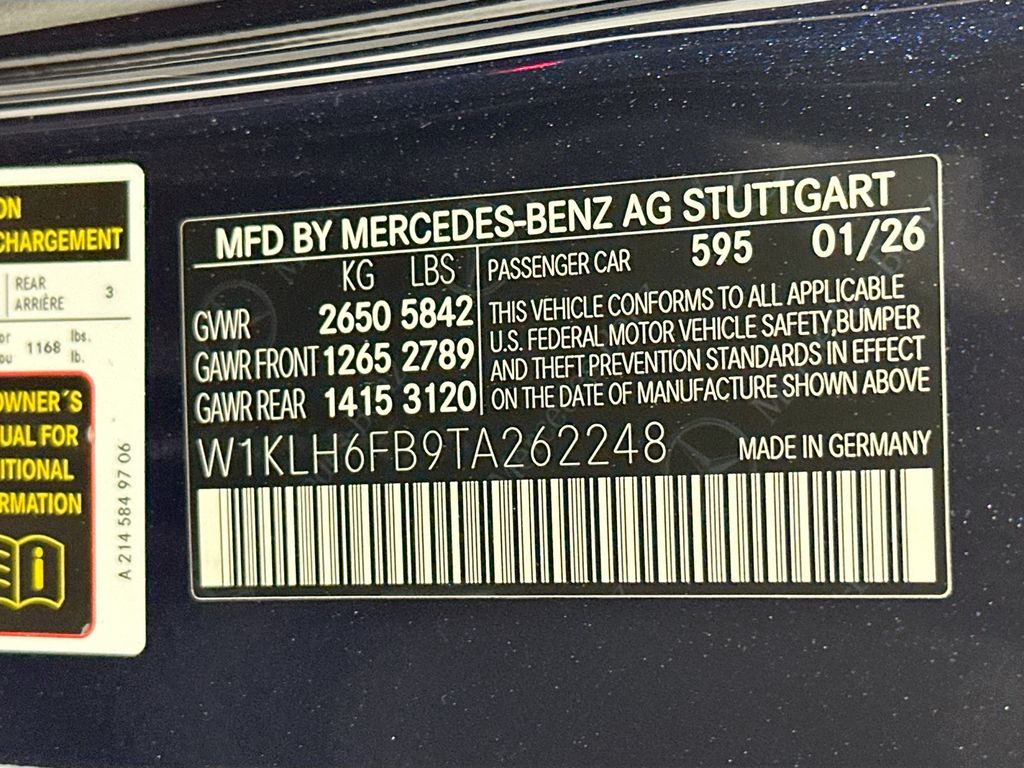 ON
CHARGEMENT
REAR
ARRIÈRE 3
or
ou 1168 lbs.
lb.
OWNER´S
UAL FOR
ITIONAL
RMATION
A 214 584 97 06
MFD BY MERCEDES-BENZ AG STUTTGART
KG LBS
GVWR 2650 5842
GAWR FRONT 1265 2789
GAWR REAR 1415 3120
PASSENGER CAR 595 01/26
THIS VEHICLE CONFORMS TO ALL APPLICABLE
U.S. FEDERAL MOTOR VEHICLE SAFETY,BUMPER
AND THEFT PREVENTION STANDARDS IN EFFECT
ON THE DATE OF MANUFACTURE SHOWN ABOVE
W1KLH6FB9TA262248
MADE IN GERMANY